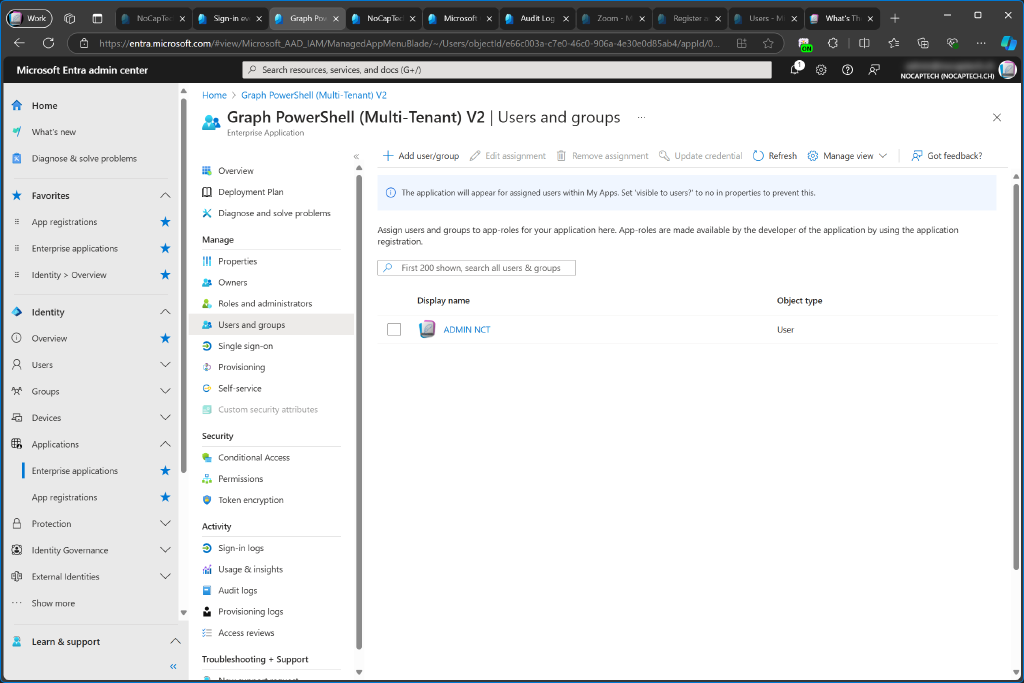 Work
NoCapTec
Sign-in ev
Graph Pow
NoCapTec
Microsoft
Audit Log
Zoom - M
Register a
Users - M
What's Th
https://entra.microsoft.com/#view/Microsoft_AAD_IAM/ManagedAppMenuBlade/~/Users/objectId/e66c003a-c7e0-46c0-906a-4e30e0d85ab4/appId/0...
ON
Microsoft Entra admin center
Search resources, services, and docs (G+/)
1
NOCAPTECH (NOCAPTECH.CH)
Home
What's new
Diagnose & solve problems
Favorites
App registrations
Enterprise applications
Identity > Overview
Identity
Overview
Users
Groups
Devices
Applications
Enterprise applications
App registrations
Protection
Identity Governance
External Identities
Show more
Learn & support
Home > Graph PowerShell (Multi-Tenant) V2
Graph PowerShell (Multi-Tenant) V2 | Users and groups
Enterprise Application
Overview
Deployment Plan
Diagnose and solve problems
Manage
Properties
Owners
Roles and administrators
Users and groups
Single sign-on
Provisioning
Self-service
Custom security attributes
Security
Conditional Access
Permissions
Token encryption
Activity
Sign-in logs
Usage & insights
Audit logs
Provisioning logs
Access reviews
Troubleshooting + Support
New support request
Add user/group
Edit assignment
Remove assignment
Update credential
Refresh
Manage view
Got feedback?
The application will appear for assigned users within My Apps. Set 'visible to users?' to no in properties to prevent this.
Assign users and groups to app-roles for your application here. App-roles are made available by the developer of the application by using the application
registration.
First 200 shown, search all users & groups
Display name
Object type
ADMIN NCT
User